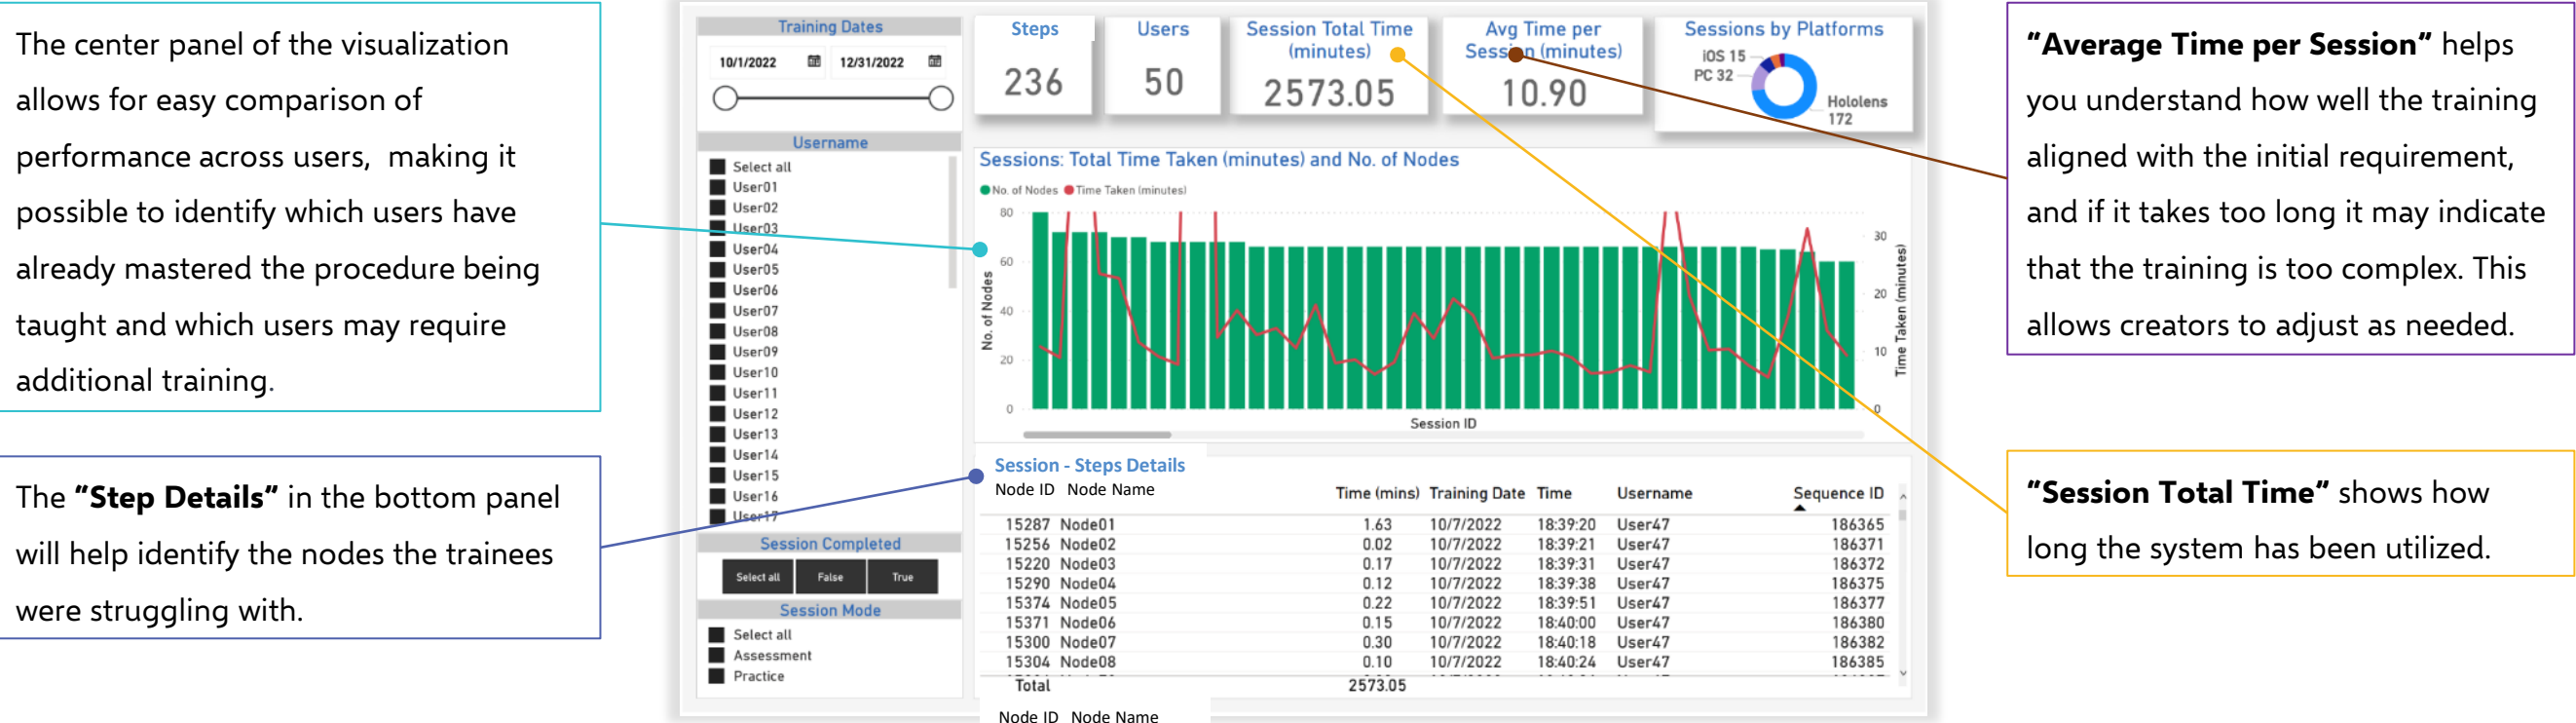 The center panel of the visualization
allows for easy comparison of
performance across users, making it
possible to identify which users have
already mastered the procedure being
taught and which users may require
additional training.
The "Step Details" in the bottom panel
will help identify the nodes the trainees
were struggling with.
Training Dates
10/1/2022 12/31/2022
Username
Select all
User01
User02
User03
User04
User05
User06
User07
User08
User09
User10
User11
User12
User13
User14
User15
User16
User17
Session Completed
Select all False True
Session Mode
Select all
Assessment
Practice
Steps
236
Users
50
Session Total Time
(minutes)
2573.05
Avg Time per
Session (minutes)
10.90
Sessions by Platforms
iOS 15
PC 32
Hololens
172
Sessions: Total Time Taken (minutes) and No. of Nodes
No. of Nodes Time Taken (minutes)
No. of Nodes
80
60
40
20
0
30
20
10
0
Time Taken (minutes)
Session ID
Session - Steps Details
Node ID Node Name Time (mins) Training Date Time Username Sequence ID
15287 Node01 1.63 10/7/2022 18:39:20 User47 186365
15256 Node02 0.02 10/7/2022 18:39:21 User47 186371
15220 Node03 0.17 10/7/2022 18:39:31 User47 186372
15290 Node04 0.12 10/7/2022 18:39:38 User47 186375
15374 Node05 0.22 10/7/2022 18:39:51 User47 186377
15371 Node06 0.15 10/7/2022 18:40:00 User47 186380
15300 Node07 0.30 10/7/2022 18:40:18 User47 186382
15304 Node08 0.10 10/7/2022 18:40:24 User47 186385
Total 2573.05
Node ID Node Name
"Average Time per Session" helps
you understand how well the training
aligned with the initial requirement,
and if it takes too long it may indicate
that the training is too complex. This
allows creators to adjust as needed.
"Session Total Time" shows how
long the system has been utilized.